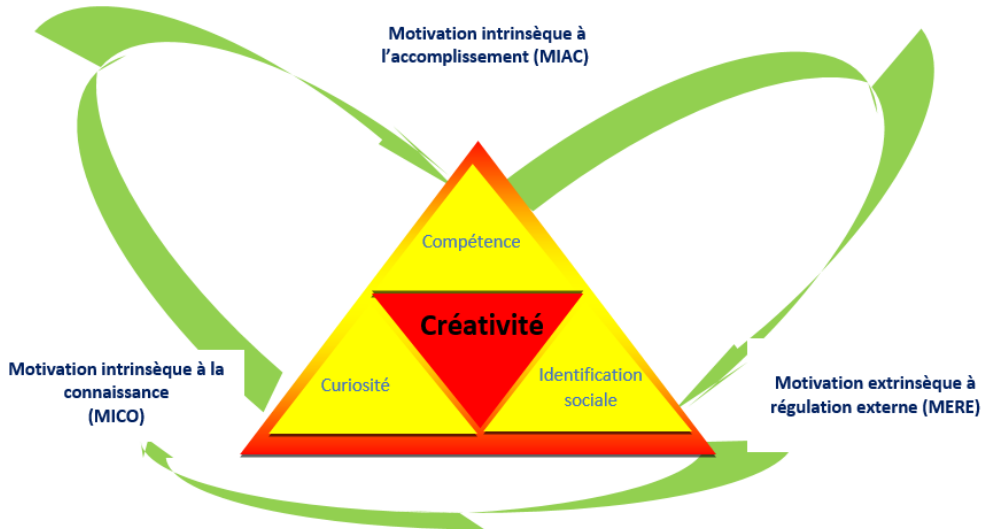 Motivation intrinsèque à
l'accomplissement (MIAC)
Compétence
Créativité
Curiosité
Identification
sociale
Motivation intrinsèque à la
connaissance
(MICO)
Motivation extrinsèque à
régulation externe (MERE)